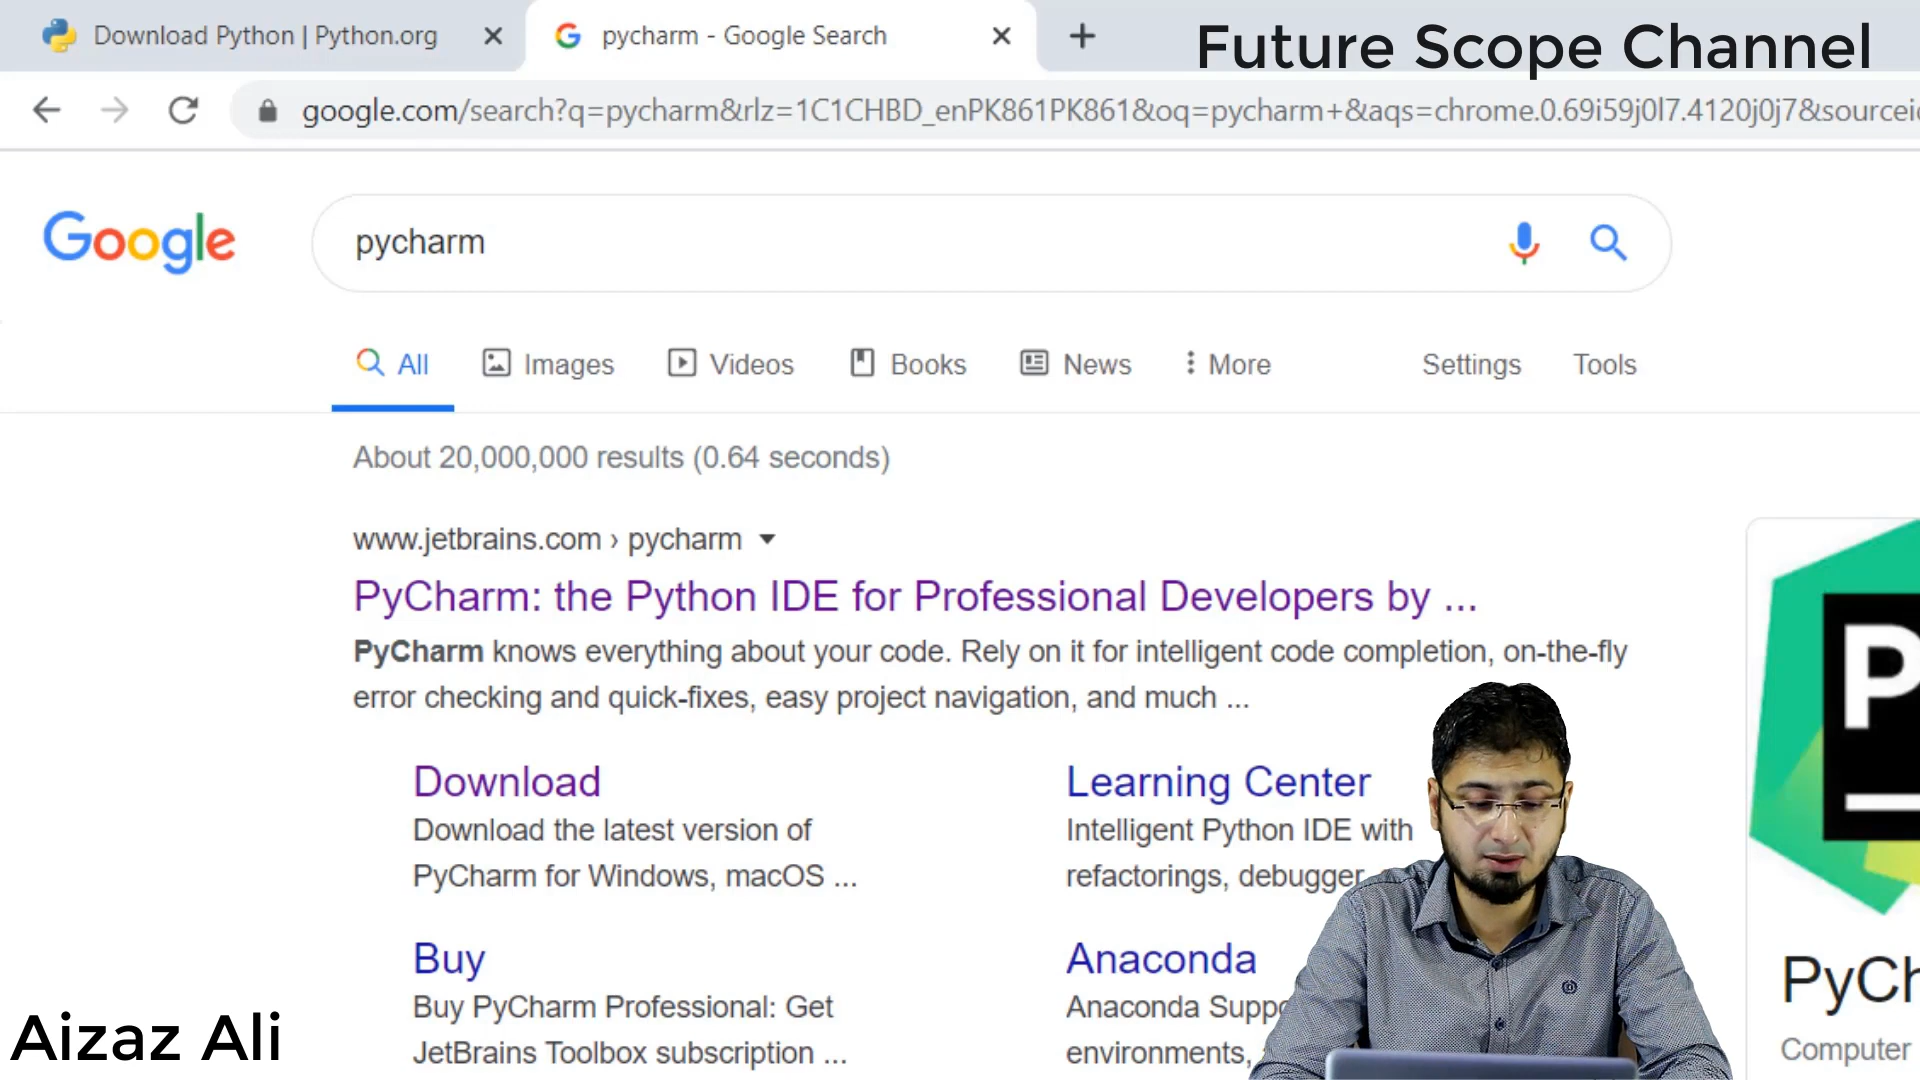 Download Python | Python.org
pycharm - Google Search
Future Scope Channel
google.com/search?q=pycharm&rlz=1C1CHBD_enPK861PK861&oq=pycharm+&aqs=chrome.0.69i59j0l7.4120j0j7&sourceid
Google
pycharm
All
Images
Videos
Books
News
More
Settings
Tools
About 20,000,000 results (0.64 seconds)
www.jetbrains.com › pycharm
PyCharm: the Python IDE for Professional Developers by ...
PyCharm knows everything about your code. Rely on it for intelligent code completion, on-the-fly
error checking and quick-fixes, easy project navigation, and much ...
Download
Download the latest version of
PyCharm for Windows, macOS ...
Learning Center
Intelligent Python IDE with
refactorings, debugger,
Buy
Buy PyCharm Professional: Get
JetBrains Toolbox subscription ...
Anaconda
Anaconda Suppo
environments,
P
PyCh
Computer
Aizaz Ali